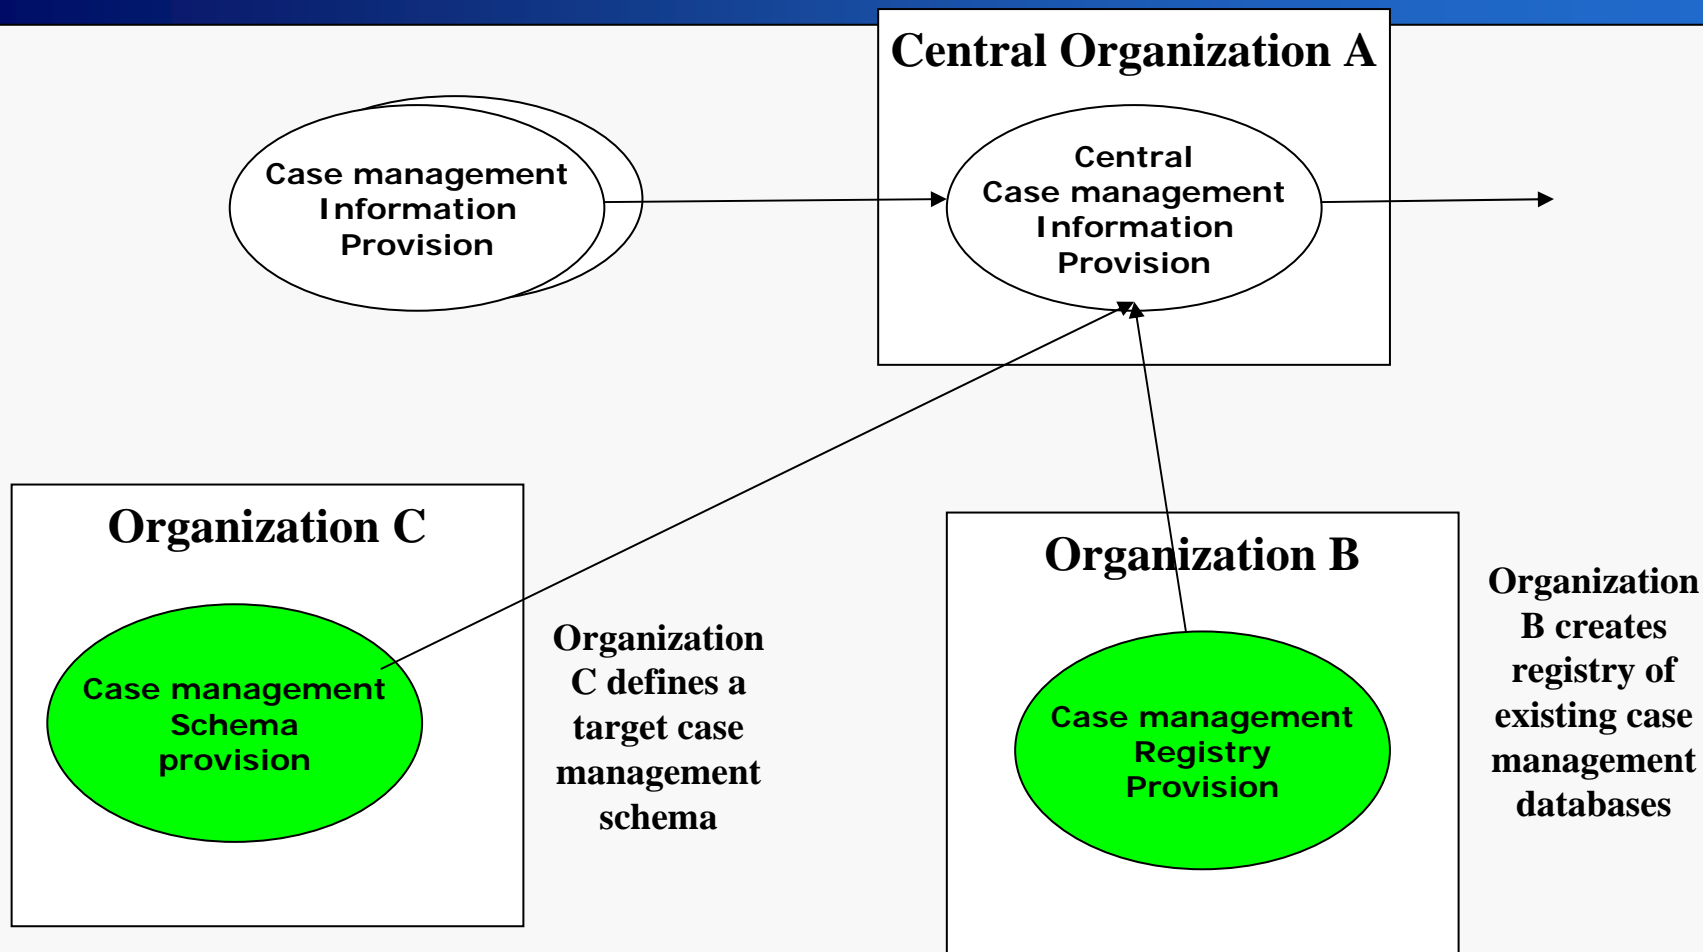 Central Organization A
Case management
Information
Provision
Central
Case management
Information
Provision
Organization C
Case management
Schema
provision
Organization
C defines a
target case
management
schema
Organization B
Case management
Registry
Provision
Organization
B creates
registry of
existing case
management
databases